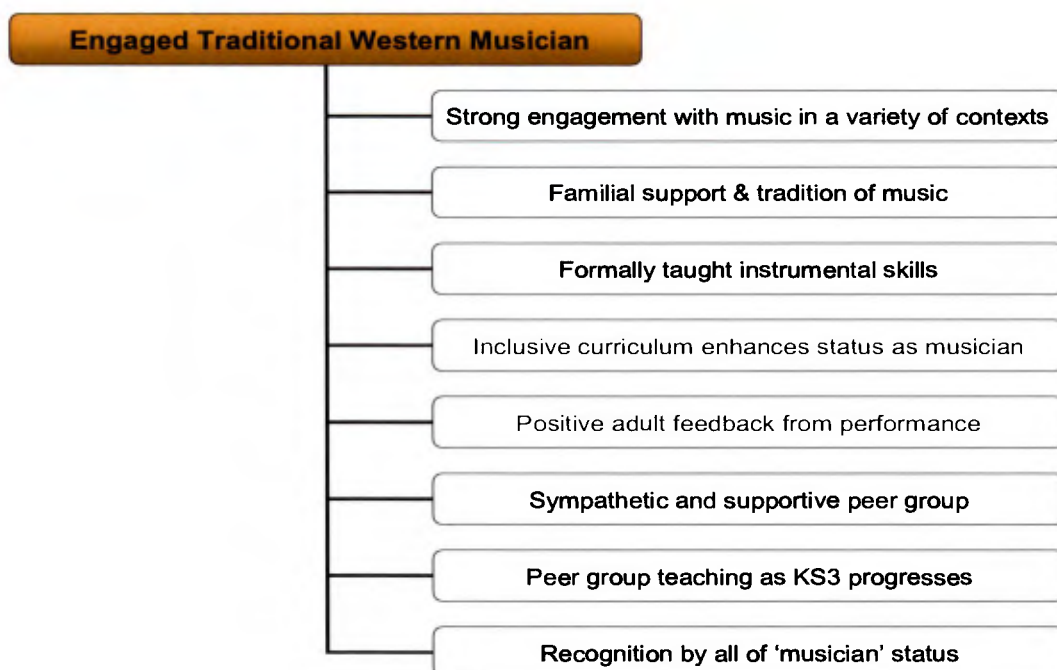 Engaged Traditional Western Musician
Strong engagement with music in a variety of contexts
Familial support & tradition of music
Formally taught instrumental skills
Inclusive curriculum enhances status as musician
Positive adult feedback from performance
Sympathetic and supportive peer group
Peer group teaching as KS3 progresses
Recognition by all of ‘musician’ status